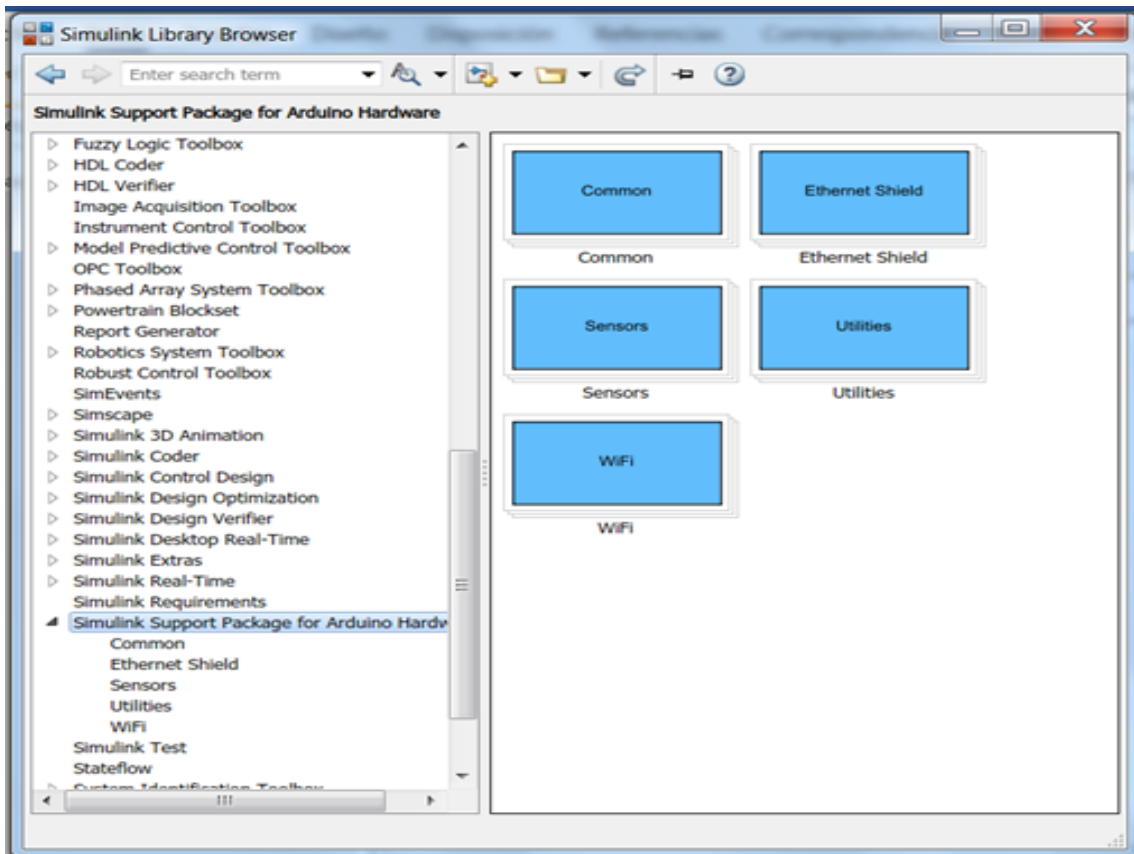 Simulink Library Browser
Enter search term
Simulink Support Package for Arduino Hardware
Fuzzy Logic Toolbox
HDL Coder
HDL Verifier
Image Acquisition Toolbox
Instrument Control Toolbox
Model Predictive Control Toolbox
OPC Toolbox
Phased Array System Toolbox
Powertrain Blockset
Report Generator
Robotics System Toolbox
Robust Control Toolbox
SimEvents
Simscape
Simulink 3D Animation
Simulink Coder
Simulink Control Design
Simulink Design Optimization
Simulink Design Verifier
Simulink Desktop Real-Time
Simulink Extras
Simulink Real-Time
Simulink Requirements
Simulink Support Package for Arduino Hardw
Common
Ethernet Shield
Sensors
Utilities
WiFi
Simulink Test
Stateflow
System Identification Toolbox
Common
Ethernet Shield
Common
Ethernet Shield
Sensors
Utilities
Sensors
Utilities
WiFi
WiFi